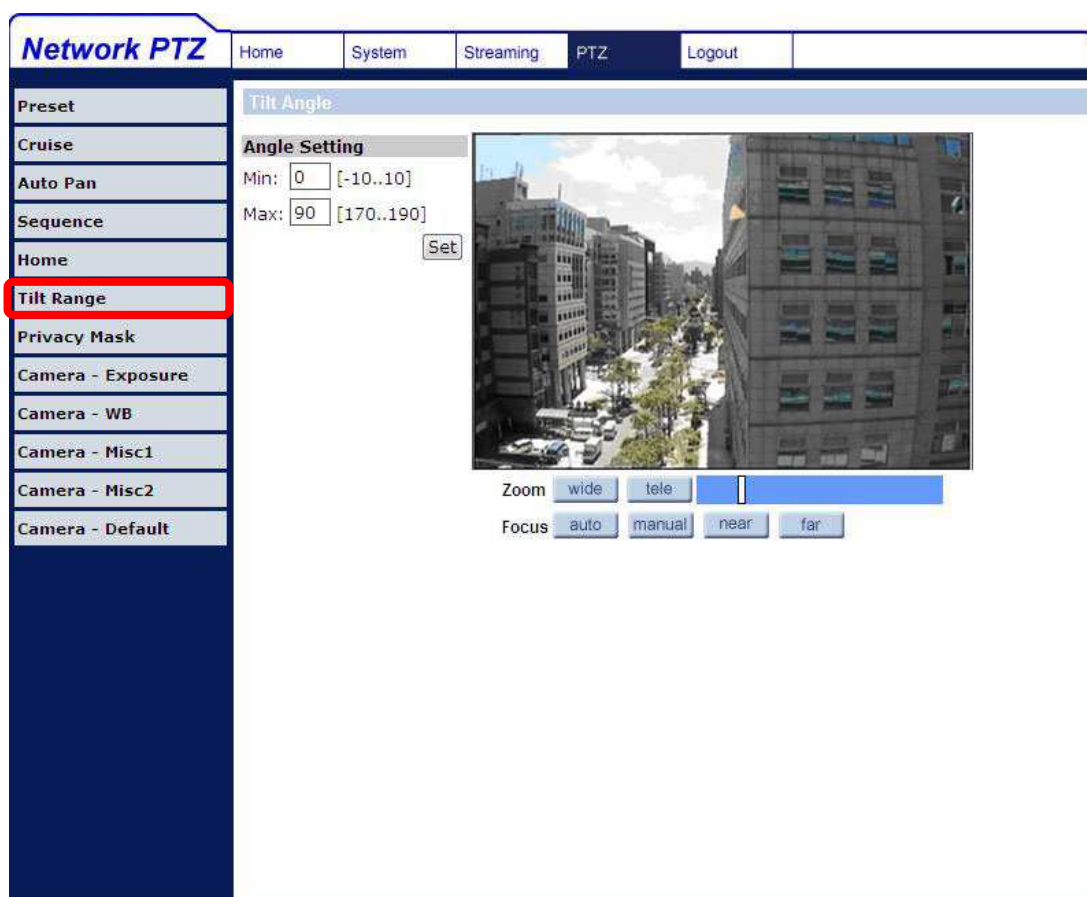 Network PTZ
Home System Streaming PTZ Logout
Preset
Cruise
Auto Pan
Sequence
Home
Tilt Range
Privacy Mask
Camera - Exposure
Camera - WB
Camera - Misc1
Camera - Misc2
Camera - Default
Tilt Angle
Angle Setting
Min: 0 [-10..10]
Max: 90 [170..190]
Set
Zoom wide tele
Focus auto manual near far